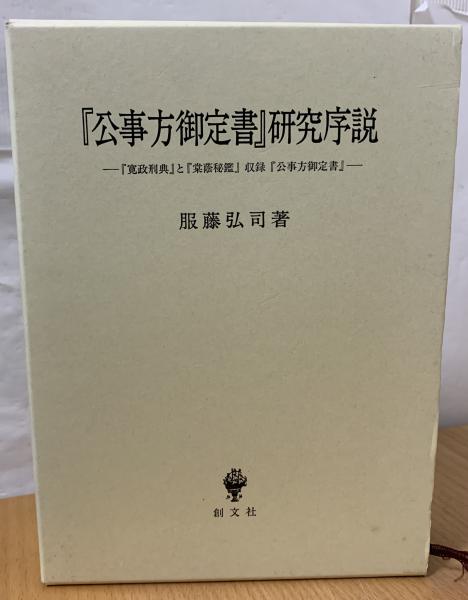 『公事方御定書』研究序説
―『寛政刑典』と『棠蔭秘鑑』収録『公事方御定書』―
服藤弘司著
創文社